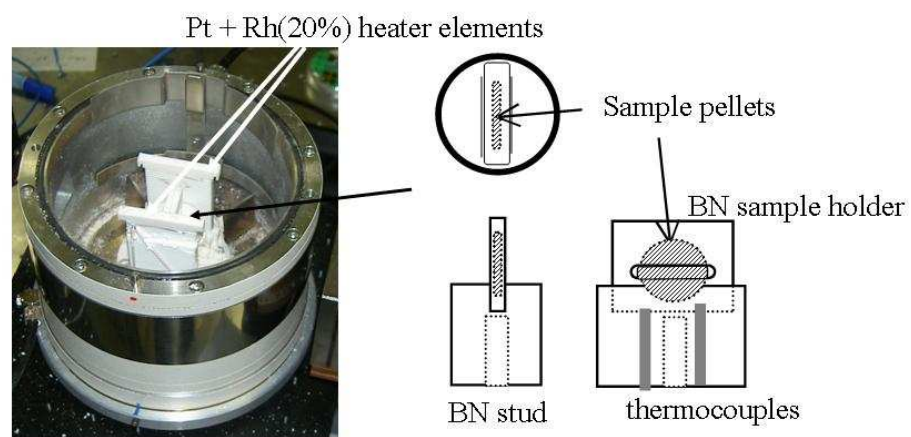 Pt + Rh(20%) heater elements
Sample pellets
BN sample holder
BN stud
thermocouples